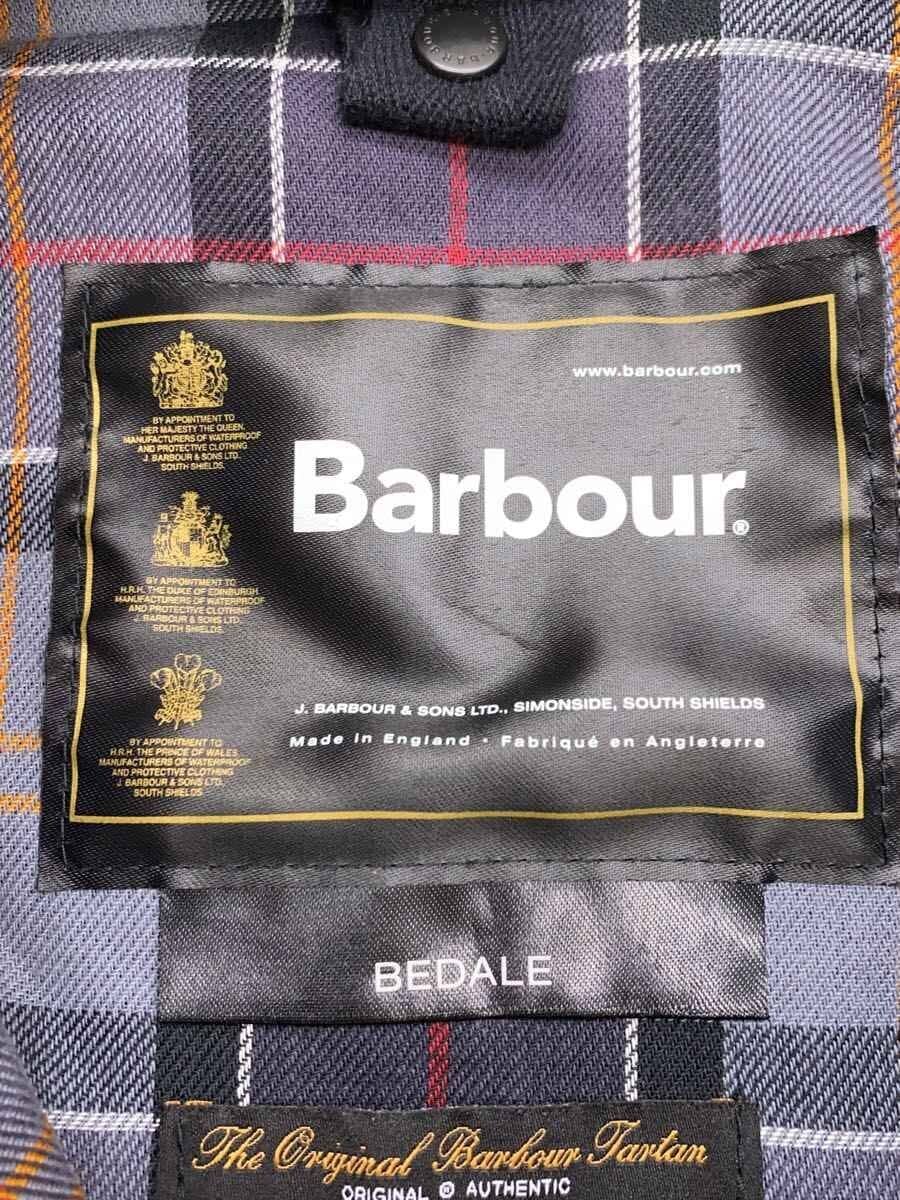 www.barbour.com
BY APPOINTMENT TO
HER MAJESTY THE QUEEN.
MANUFACTURERS OF WATERPROOF
AND PROTECTIVE CLOTHING
J. BARBOUR & SONS LTD.
SOUTH SHIELDS.
Barbour®
BY APPOINTMENT TO
H.R.H. THE DUKE OF EDINBURGH
MANUFACTURERS OF WATERPROOF
AND PROTECTIVE CLOTHING
J. BARBOUR & SONS LTD.
SOUTH SHIELDS.
BY APPOINTMENT TO
H.R.H. THE PRINCE OF WALES.
MANUFACTURERS OF WATERPROOF
AND PROTECTIVE CLOTHING
J. BARBOUR & SONS LTD.
SOUTH SHIELDS.
J. BARBOUR & SONS LTD., SIMONSIDE, SOUTH SHIELDS
Made in England · Fabriqué en Angleterre
BEDALE
The Original Barbour Tartan
ORIGINAL ® AUTHENTIC